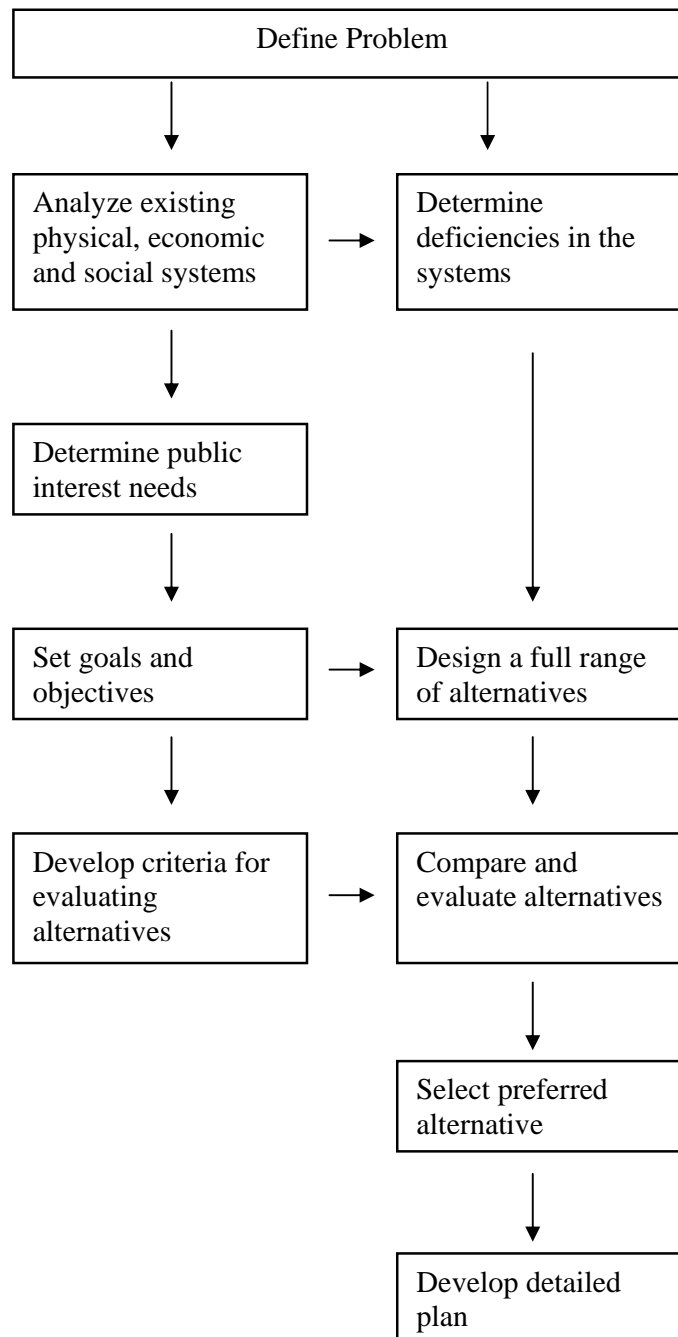 Define Problem
Analyze existing
physical, economic
and social systems
Determine
deficiencies in the
systems
Determine public
interest needs
Set goals and
objectives
Design a full range
of alternatives
Develop criteria for
evaluating
alternatives
Compare and
evaluate alternatives
Select preferred
alternative
Develop detailed
plan